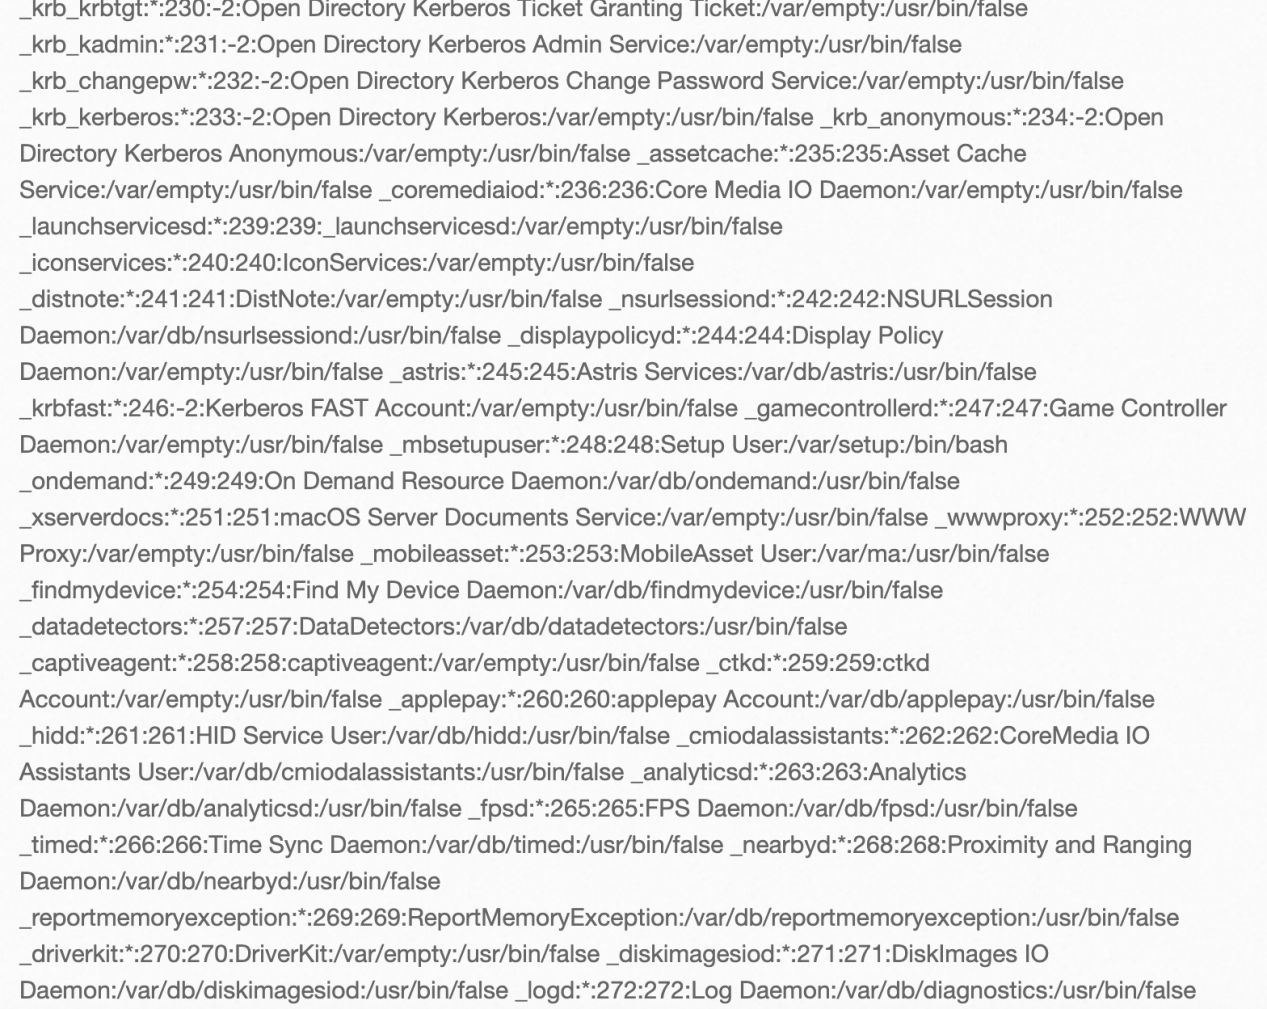 _krb_krbtgt:*:230:-2:Open Directory Kerberos Ticket Granting Ticket:/var/empty:/usr/bin/false
_krb_kadmin:*:231:-2:Open Directory Kerberos Admin Service:/var/empty:/usr/bin/false
_krb_changepw:*:232:-2:Open Directory Kerberos Change Password Service:/var/empty:/usr/bin/false
_krb_kerberos:*:233:-2:Open Directory Kerberos:/var/empty:/usr/bin/false _krb_anonymous:*:234:-2:Open
Directory Kerberos Anonymous:/var/empty:/usr/bin/false _assetcache:*:235:235:Asset Cache
Service:/var/empty:/usr/bin/false _coremediaiod:*:236:236:Core Media IO Daemon:/var/empty:/usr/bin/false
_launchservicesd:*:239:239:_launchservicesd:/var/empty:/usr/bin/false
_iconservices:*:240:240:IconServices:/var/empty:/usr/bin/false
_distnote:*:241:241:DistNote:/var/empty:/usr/bin/false _nsurlsessiond:*:242:242:NSURLSession
Daemon:/var/db/nsurlsessiond:/usr/bin/false _displaypolicyd:*:244:244:Display Policy
Daemon:/var/empty:/usr/bin/false _astris:*:245:245:Astris Services:/var/db/astris:/usr/bin/false
_krbfast:*:246:-2:Kerberos FAST Account:/var/empty:/usr/bin/false _gamecontrollerd:*:247:247:Game Controller
Daemon:/var/empty:/usr/bin/false _mbsetupuser:*:248:248:Setup User:/var/setup:/bin/bash
_ondemand:*:249:249:On Demand Resource Daemon:/var/db/ondemand:/usr/bin/false
_xserverdocs:*:251:251:macOS Server Documents Service:/var/empty:/usr/bin/false _wwwproxy:*:252:252:WWW
Proxy:/var/empty:/usr/bin/false _mobileasset:*:253:253:MobileAsset User:/var/ma:/usr/bin/false
_findmydevice:*:254:254:Find My Device Daemon:/var/db/findmydevice:/usr/bin/false
_datadetectors:*:257:257:DataDetectors:/var/db/datadetectors:/usr/bin/false
_captiveagent:*:258:258:captiveagent:/var/empty:/usr/bin/false _ctkd:*:259:259:ctkd
Account:/var/empty:/usr/bin/false _applepay:*:260:260:applepay Account:/var/db/applepay:/usr/bin/false
_hidd:*:261:261:HID Service User:/var/db/hidd:/usr/bin/false _cmiodalassistants:*:262:262:CoreMedia IO
Assistants User:/var/db/cmiodalassistants:/usr/bin/false _analyticsd:*:263:263:Analytics
Daemon:/var/db/analyticsd:/usr/bin/false _fpsd:*:265:265:FPS Daemon:/var/db/fpsd:/usr/bin/false
_timed:*:266:266:Time Sync Daemon:/var/db/timed:/usr/bin/false _nearbyd:*:268:268:Proximity and Ranging
Daemon:/var/db/nearbyd:/usr/bin/false
_reportmemoryexception:*:269:269:ReportMemoryException:/var/db/reportmemoryexception:/usr/bin/false
_driverkit:*:270:270:DriverKit:/var/empty:/usr/bin/false _diskimagesiod:*:271:271:DiskImages IO
Daemon:/var/db/diskimagesiod:/usr/bin/false _logd:*:272:272:Log Daemon:/var/db/diagnostics:/usr/bin/false